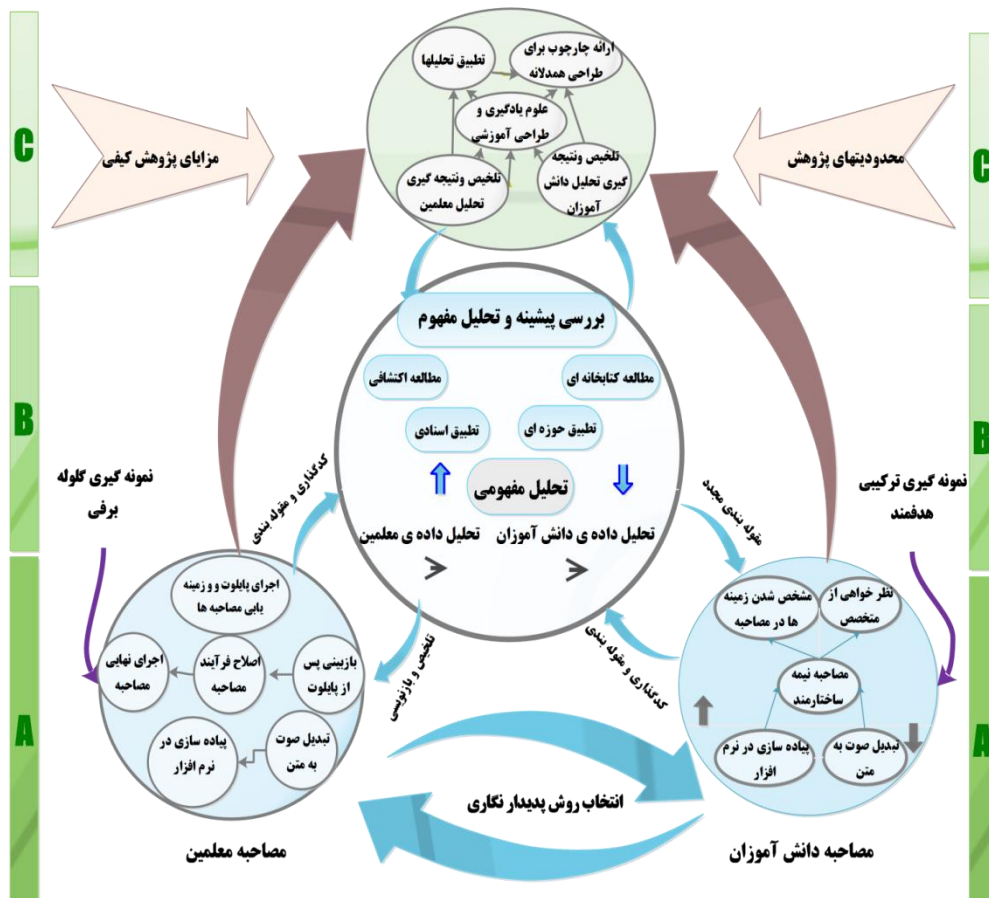 تطبیق تحلیلها
ارائه چارچوب برای
طراحی همدلانه
علوم یادگیری و
طراحی آموزشی
تلخیص ونتیجه گیری
تحلیل معلمین
تلخیص ونتیجه
گیری تحلیل دانش
آموزان
C
C
مزایای پژوهش کیفی
محدودیتهای پژوهش
بررسی پیشینه و تحلیل مفهوم
مطالعه کتابخانه ای
مطالعه اکتشافی
تطبیق حوزه ای
تطبیق اسنادی
تحلیل مفهومی
تحلیل داده ی دانش آموزان
تحلیل داده ی معلمین
B
B
نمونه گیری ترکیبی
هدفمند
نمونه گیری گلوله
برفی
کدگذاری و مقوله بندی
مقوله بندی مجدد
تلخیص و بازنویسی
کدگذاری و مقوله بندی
نظر خواهی از
متخصص
مشخص شدن زمینه
ها در مصاحبه
مصاحبه نیمه
ساختارمند
تبدیل صوت به
متن
پیاده سازی در نرم
افزار
اجرای پایلوت و و زمینه
یابی مصاحبه ها
بازبینی پس
از پایلوت
اصلاح فرآیند
مصاحبه
اجرای نهایی
مصاحبه
تبدیل صوت
به متن
پیاده سازی در
نرم افزار
A
A
انتخاب روش پدیدار نگاری
مصاحبه دانش آموزان
مصاحبه معلمین